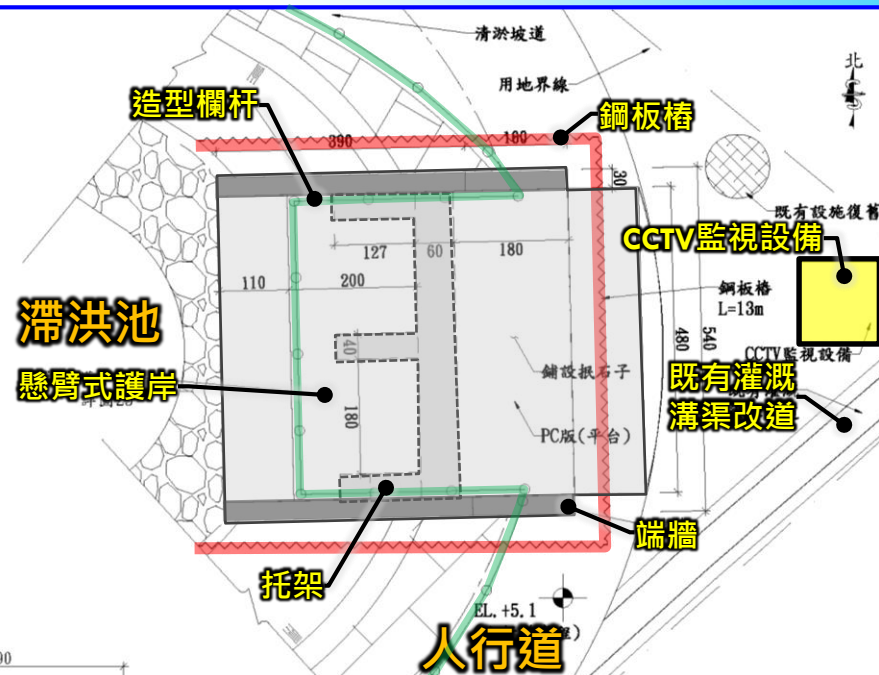 清淤坡道
北
用地界線
造型欄杆
鋼板樁
390
180
30
既有設施復舊
CCTV監視設備
127
60
180
110
200
鋼板樁
L=13m
滯洪池
540
480
40
CCTV監視設備
懸臂式護岸
舖設抿石子
既有灌溉
溝渠改道
180
PC版(平台)
端牆
托架
EL.+5.1
人行道
90